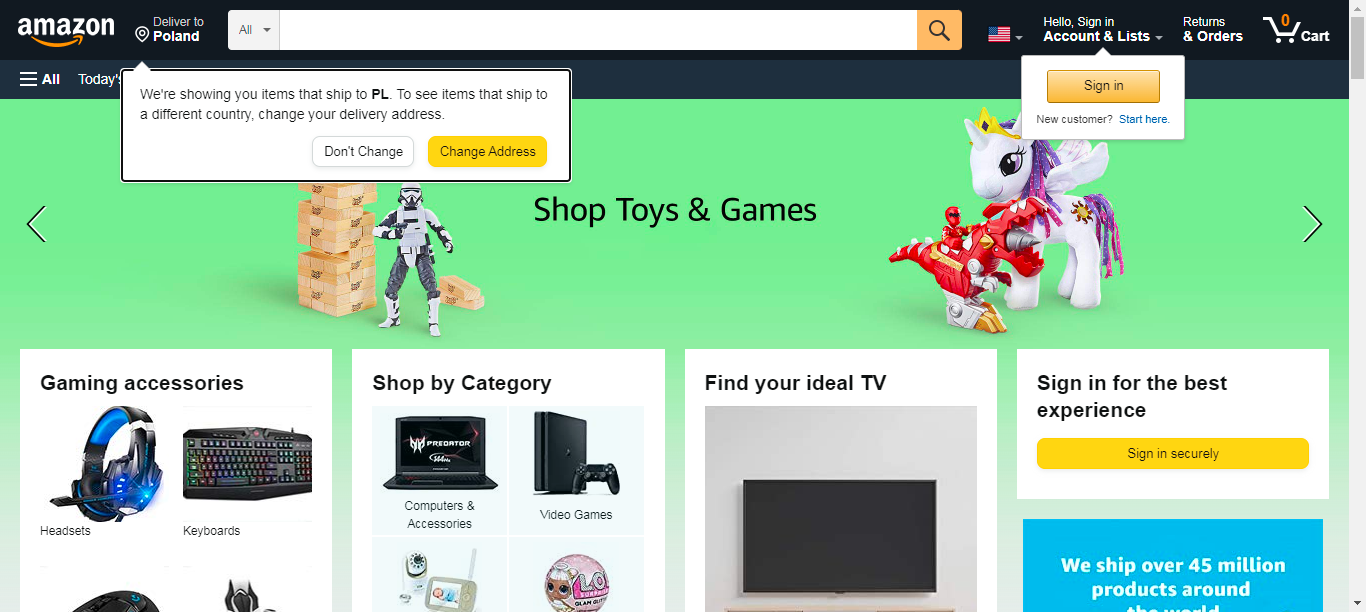 amazon
Deliver to
Poland
All
Hello, Sign in
Account & Lists
Returns
& Orders
0
Cart
All
Today's
We're showing you items that ship to PL. To see items that ship to
a different country, change your delivery address.
Don't Change
Change Address
Sign in
New customer? Start here.
Shop Toys & Games
Gaming accessories
Headsets
Keyboards
Shop by Category
PREDATOR
Computers &
Accessories
Video Games
Find your ideal TV
Sign in for the best
experience
Sign in securely
We ship over 45 million
products around
the world